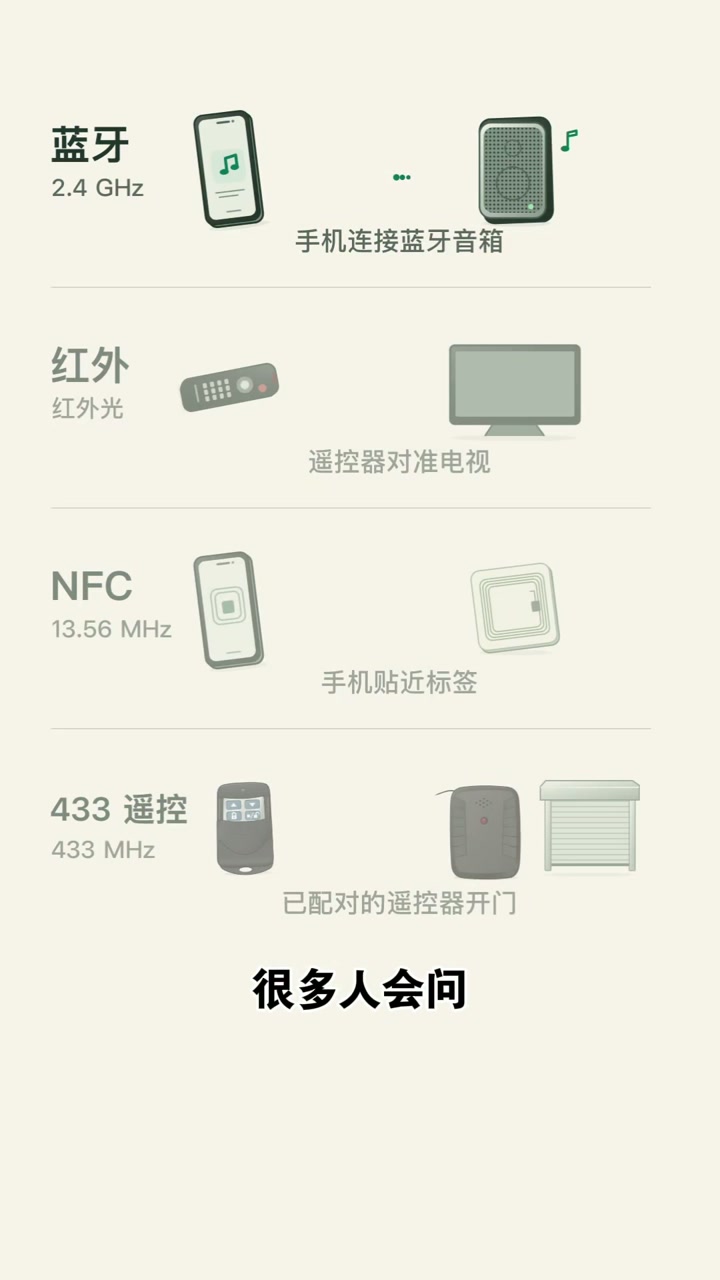 蓝牙
2.4 GHz
手机连接蓝牙音箱
红外
红外光
遥控器对准电视
NFC
13.56 MHz
手机贴近标签
433 遥控
433 MHz
已配对的遥控器开门
很多人会问